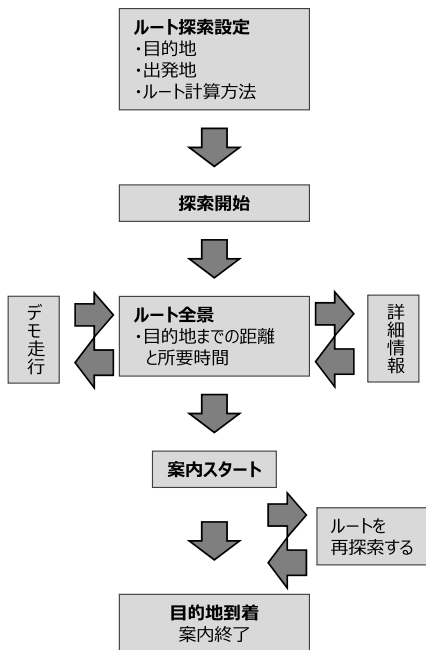 ルート探索設定
・目的地
・出発地
・ルート計算方法
探索開始
デモ走行
ルート全景
・目的地までの距離
と所要時間
詳細情報
案内スタート
ルートを
再探索する
目的地到着
案内終了